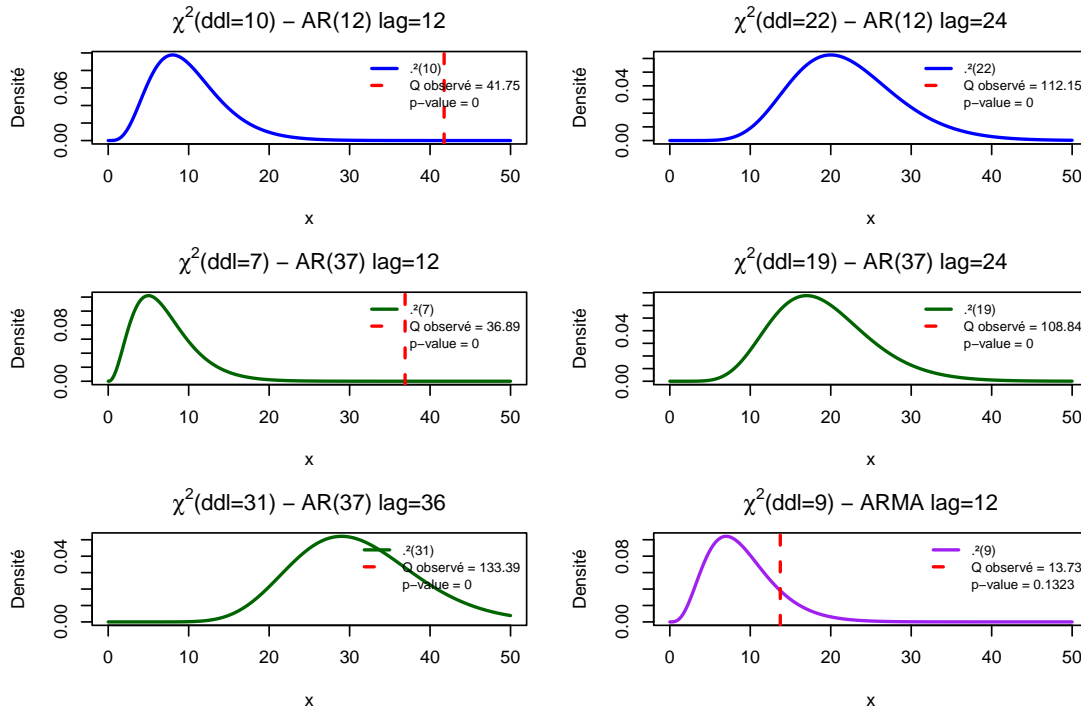 χ²(ddl=10) − AR(12) lag=12
Densité
0.00 0.06
.²(10)
Q observé = 41.75
p−value = 0
0 10 20 30 40 50
x
χ²(ddl=22) − AR(12) lag=24
Densité
0.00 0.04
.²(22)
Q observé = 112.15
p−value = 0
0 10 20 30 40 50
x
χ²(ddl=7) − AR(37) lag=12
Densité
0.00 0.08
.²(7)
Q observé = 36.89
p−value = 0
0 10 20 30 40 50
x
χ²(ddl=19) − AR(37) lag=24
Densité
0.00 0.04
.²(19)
Q observé = 108.84
p−value = 0
0 10 20 30 40 50
x
χ²(ddl=31) − AR(37) lag=36
Densité
0.00 0.04
.²(31)
Q observé = 133.39
p−value = 0
0 10 20 30 40 50
x
χ²(ddl=9) − ARMA lag=12
Densité
0.00 0.08
.²(9)
Q observé = 13.73
p−value = 0.1323
0 10 20 30 40 50
x